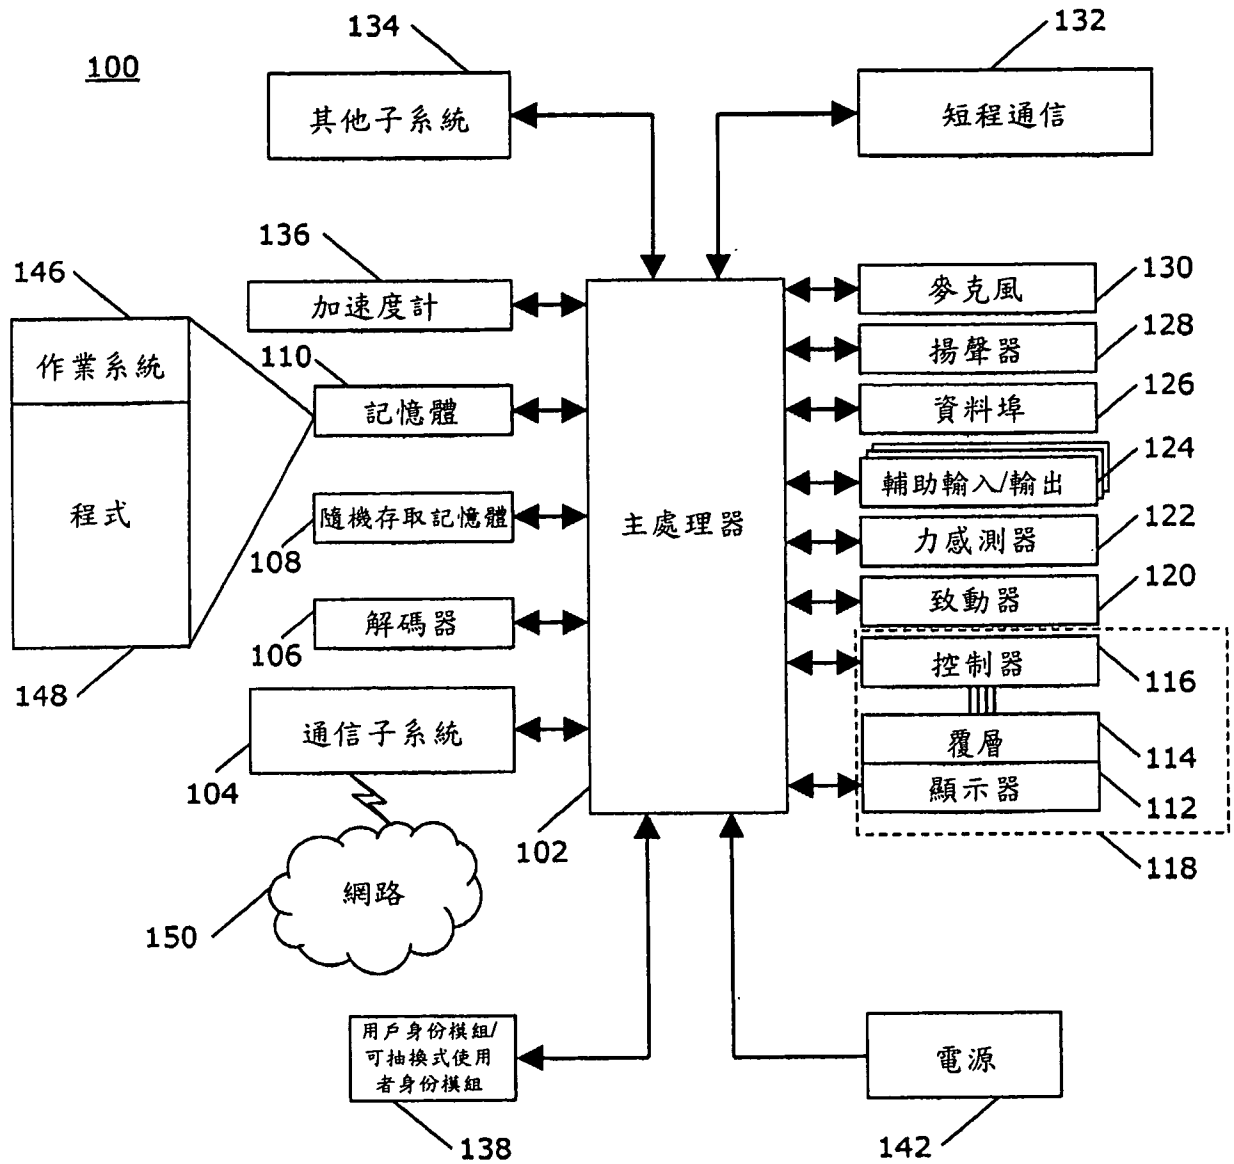 134
132
100
其他子系統
短程通信
136
130
146
加速度計
麥克風
128
作業系統
110
揚聲器
126
記憶體
資料埠
124
輔助輸入/輸出
程式
隨機存取記憶體
主處理器
122
108
力感測器
120
致動器
解碼器
106
控制器
116
148
通信子系統
覆層
114
104
顯示器
112
102
118
網路
150
用戶身份模組/
可抽換式使用
者身份模組
電源
138
142